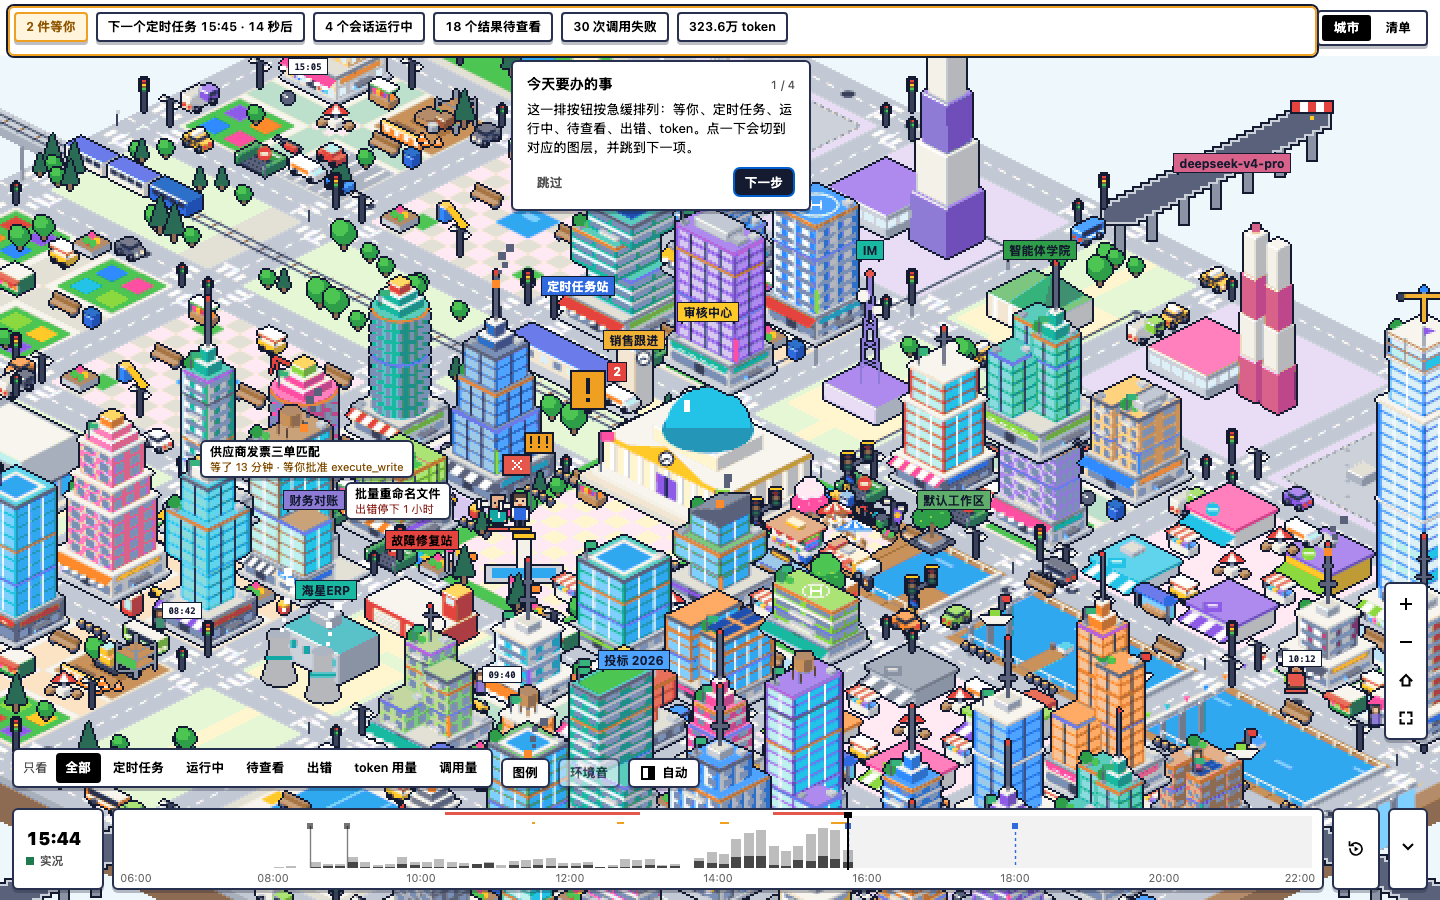 2 件等你
下一个定时任务 15:45 · 14 秒后
4 个会话运行中
18 个结果待查看
30 次调用失败
323.6万 token
城市
清单
15:05
今天要办的事
1 / 4
这一排按钮按急缓排列：等你、定时任务、运
行中、待查看、出错、token。点一下会切到
对应的图层，并跳到下一项。
跳过
下一步
deepseek-v4-pro
IM
智能体学院
定时任务站
审核中心
销售跟进
2
!
!!!
供应商发票三单匹配
等了 13 分钟 · 等你批准 execute_write
财务对账
批量重命名文件
出错停下 1 小时
默认工作区
故障修复站
海星ERP
08:42
投标 2026
09:40
10:12
只看
全部
定时任务
运行中
待查看
出错
token 用量
调用量
图例
环境音
自动
15:44
实况
06:00
08:00
10:00
12:00
14:00
16:00
18:00
20:00
22:00